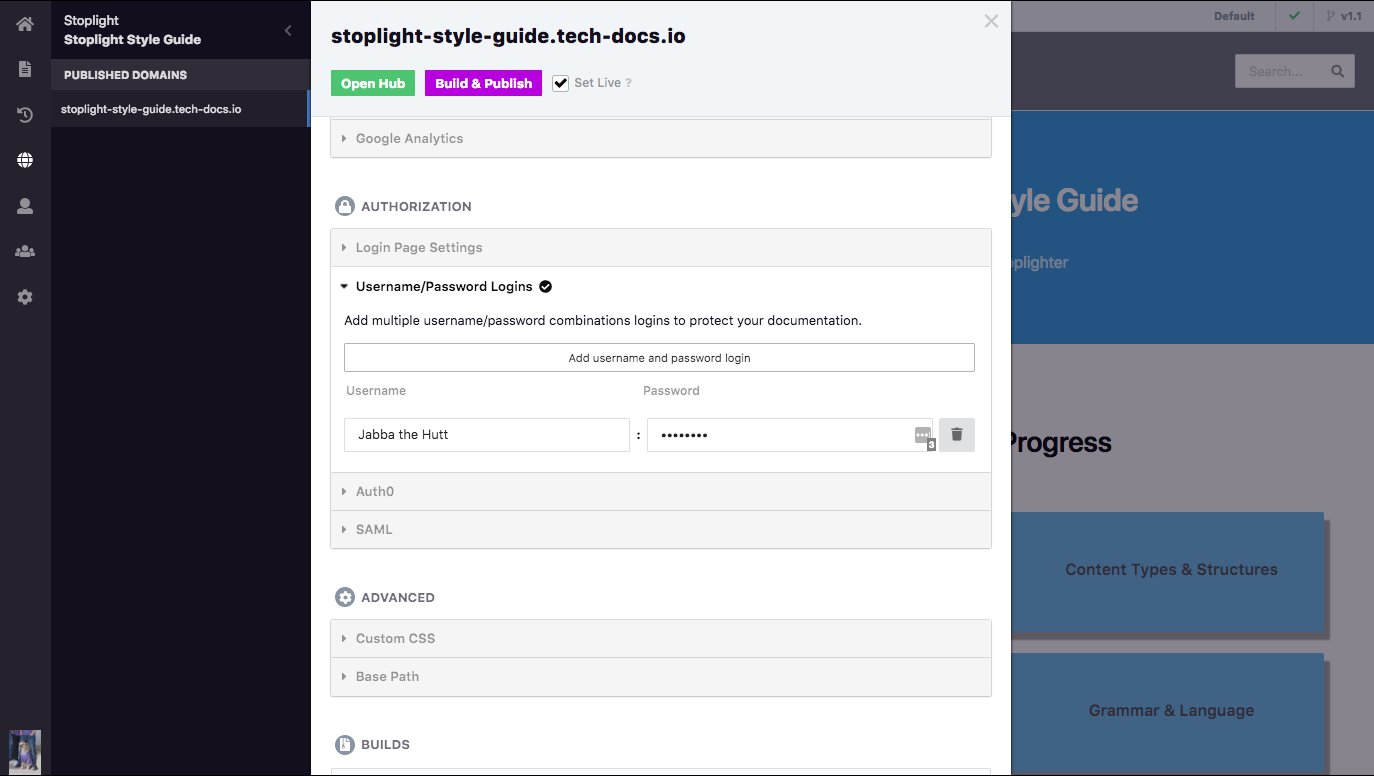 Stoplight
Stoplight Style Guide
PUBLISHED DOMAINS
stoplight-style-guide.tech-docs.io
stoplight-style-guide.tech-docs.io
Open Hub
Build & Publish
Set Live ?
Google Analytics
AUTHORIZATION
Login Page Settings
Username/Password Logins
Add multiple username/password combinations logins to protect your documentation.
Add username and password login
Username Password
Jabba the Hutt : •••••••• 3
Auth0
SAML
ADVANCED
Custom CSS
Base Path
BUILDS
Default
v1.1
Search...
yle Guide
oplighter
Progress
Content Types & Structures
Grammar & Language